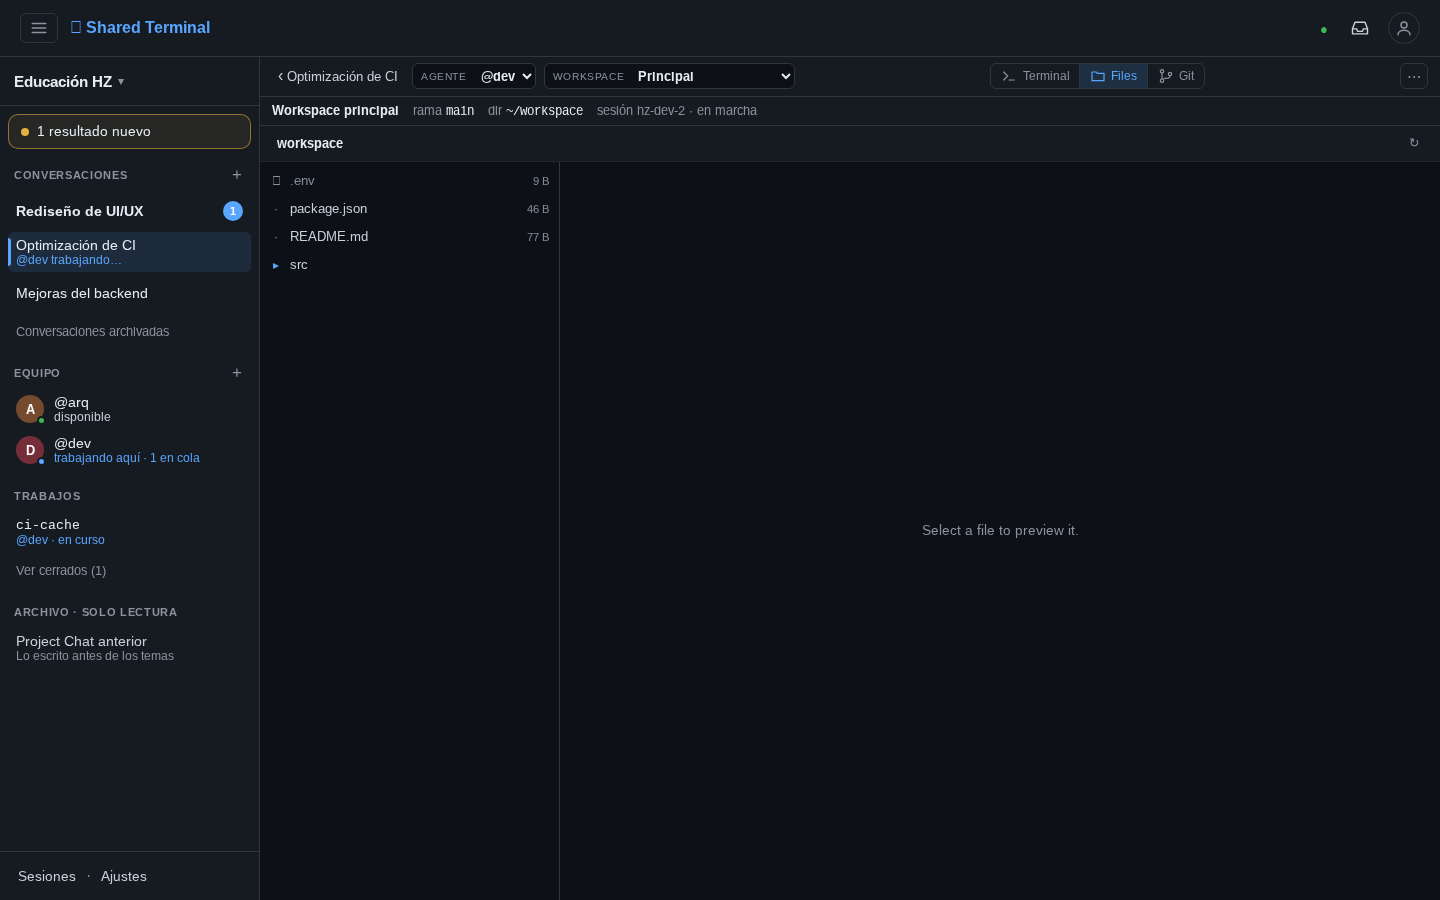 Shared Terminal
Educación HZ ▾
1 resultado nuevo
CONVERSACIONES +
Rediseño de UI/UX 1
Optimización de CI
@dev trabajando…
Mejoras del backend
Conversaciones archivadas
EQUIPO +
A @arq
disponible
D @dev
trabajando aquí · 1 en cola
TRABAJOS
ci-cache
@dev · en curso
Ver cerrados (1)
ARCHIVO · SOLO LECTURA
Project Chat anterior
Lo escrito antes de los temas
Sesiones · Ajustes
‹ Optimización de CI AGENTE @dev WORKSPACE Principal Terminal Files Git ⋯
Workspace principal rama main dir ~/workspace sesión hz-dev-2 · en marcha
workspace ↻
.env 9 B
· package.json 46 B
· README.md 77 B
▸ src
Select a file to preview it.